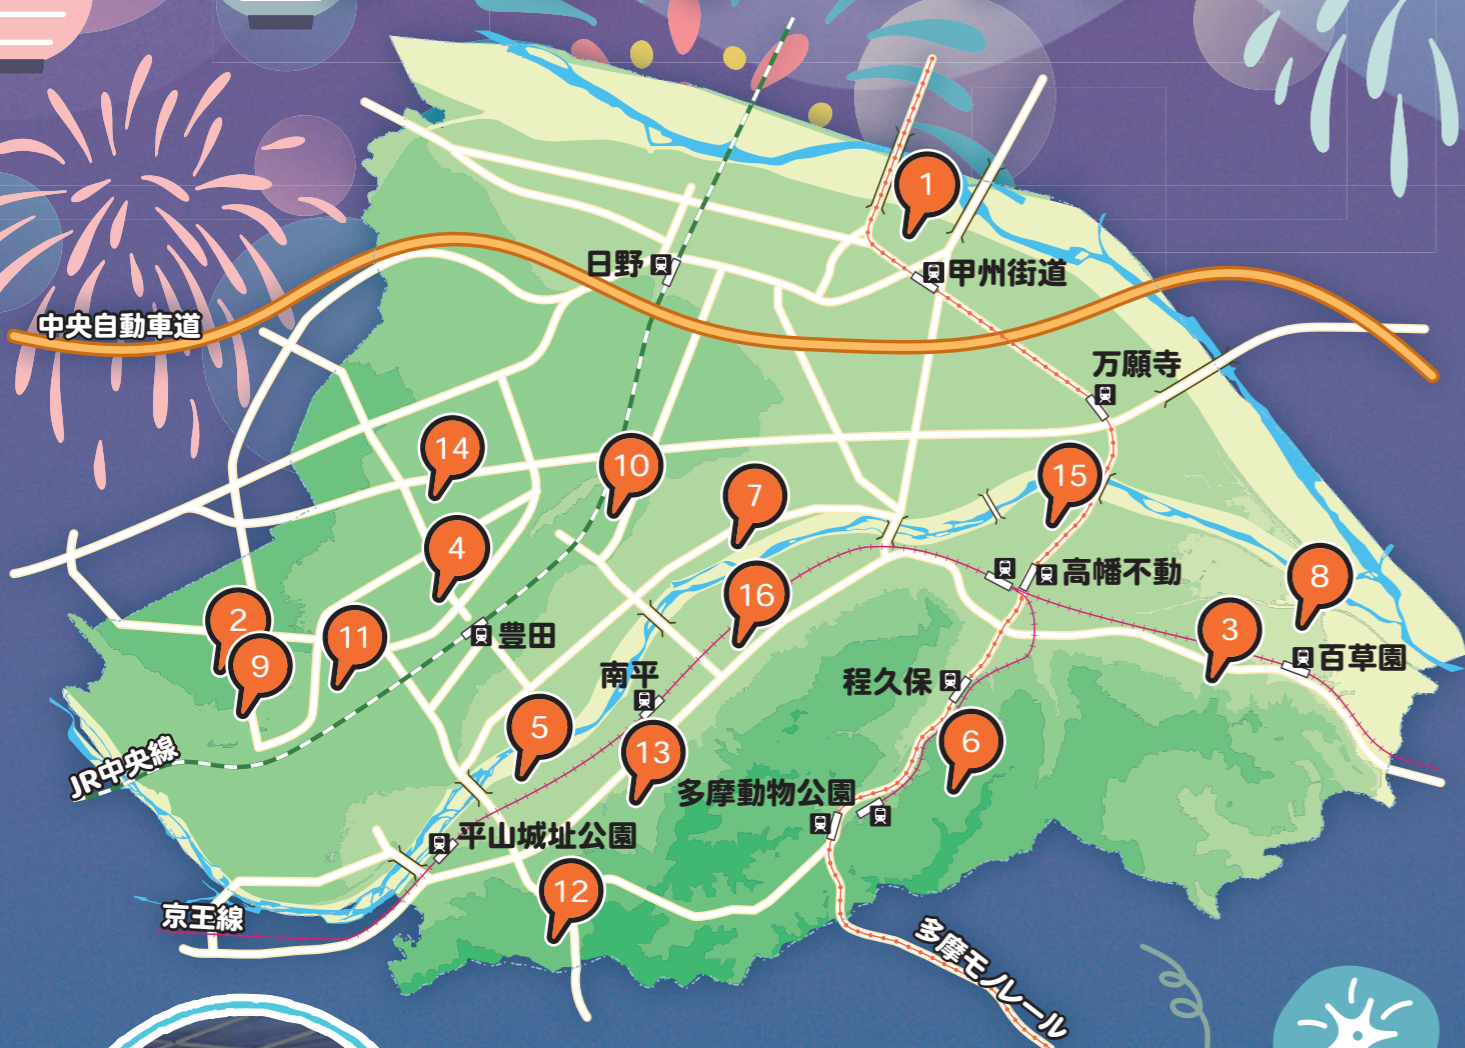 1
日野
甲州街道
中央自動車道
万願寺
14
10
15
7
4
高幡不動
8
16
2
11
3
豊田
9
百草園
南平
程久保
5
6
13
JR中央線
多摩動物公園
平山城址公園
12
京王線
多摩モノレール